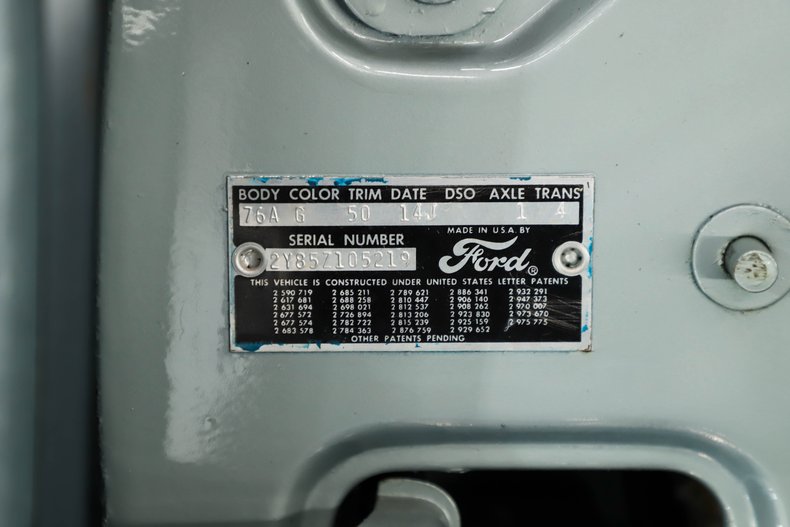 BODY COLOR TRIM DATE DSO AXLE TRANS
76A G 50 14J 1 4
MADE IN U.S.A. BY
SERIAL NUMBER
2Y85Z105219
Ford®
THIS VEHICLE IS CONSTRUCTED UNDER UNITED STATES LETTER PATENTS
2 590 719 2 685 211 2 789 621 2 886 341 2 932 291
2 617 681 2 688 258 2 810 447 2 906 140 2 947 373
2 631 694 2 698 021 2 812 537 2 908 262 2 970 007
2 677 572 2 726 894 2 813 206 2 923 830 2 973 670
2 677 574 2 782 722 2 815 239 2 925 159 2 975 775
2 683 578 2 784 363 2 876 759 2 929 652
OTHER PATENTS PENDING